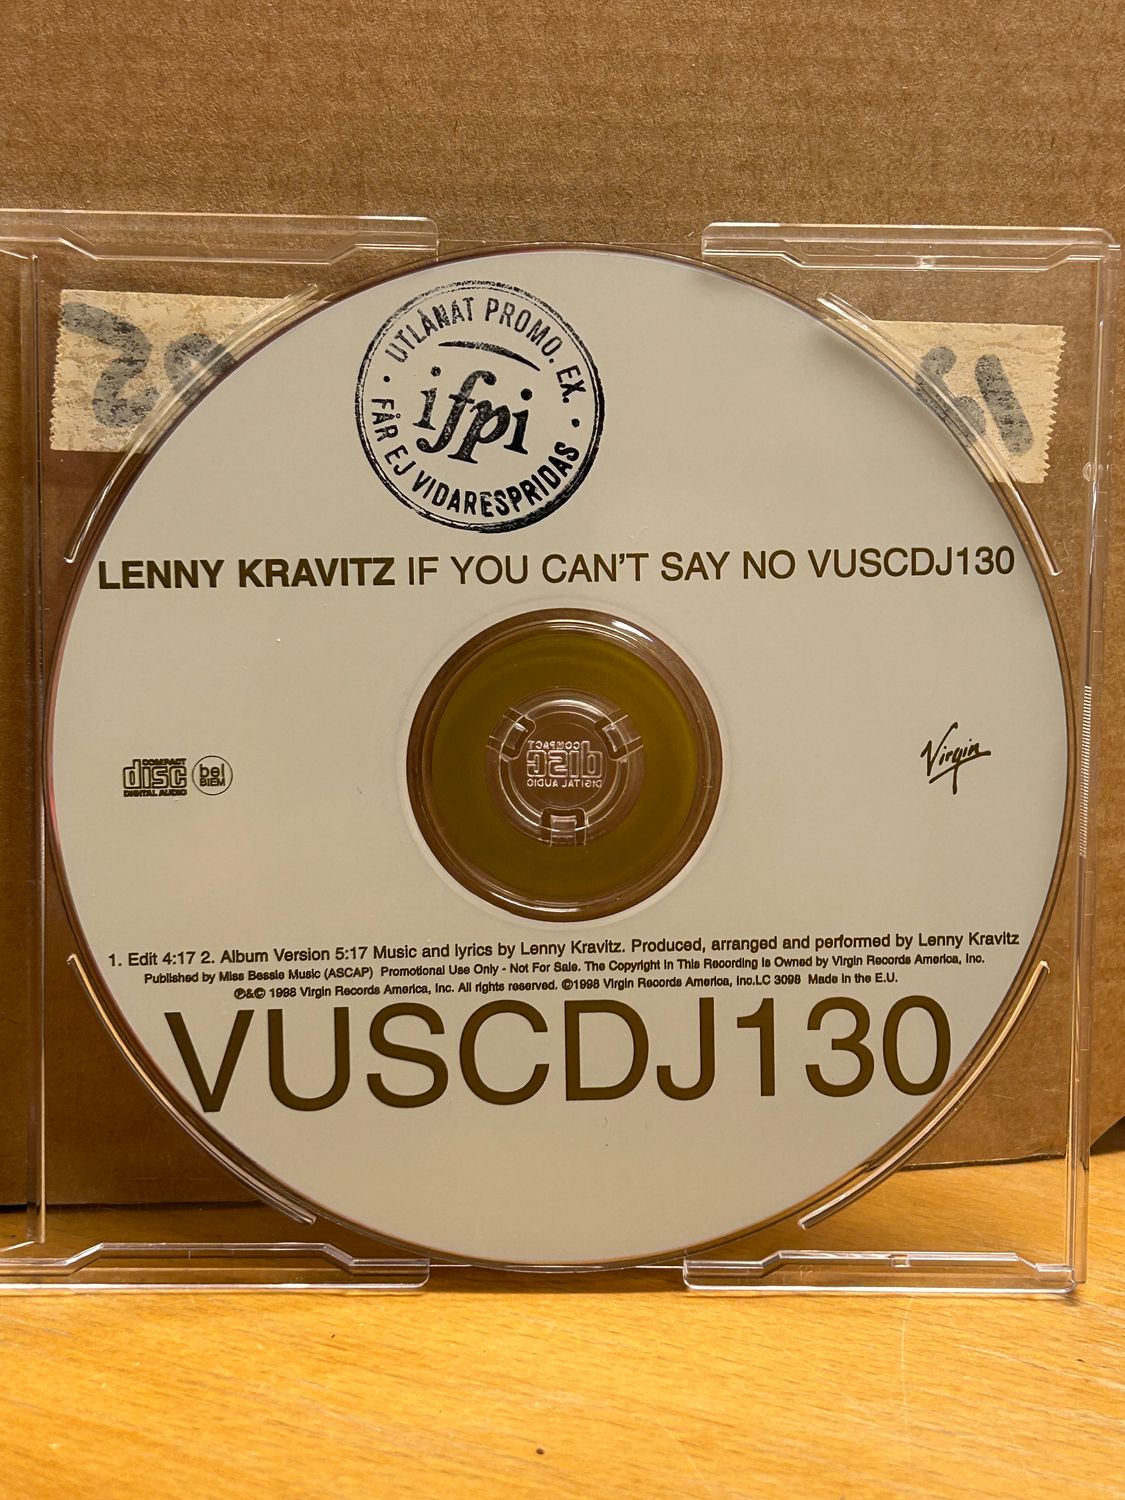 UTLÅNAT PROMO. EX.
ifpi
FÅR EJ VIDARESPRIDAS
LENNY KRAVITZ IF YOU CAN'T SAY NO VUSCDJ130
COMPACT
disc
DIGITAL AUDIO
bel
BIEM
COMPACT
disc
DIGITAL AUDIO
Virgin
1. Edit 4:17 2. Album Version 5:17 Music and lyrics by Lenny Kravitz. Produced, arranged and performed by Lenny Kravitz
Published by Miss Bessie Music (ASCAP) Promotional Use Only - Not For Sale. The Copyright In This Recording Is Owned by Virgin Records America, Inc.
℗&© 1998 Virgin Records America, Inc. All rights reserved. ©1998 Virgin Records America, Inc.LC 3098 Made in the E.U.
VUSCDJ130